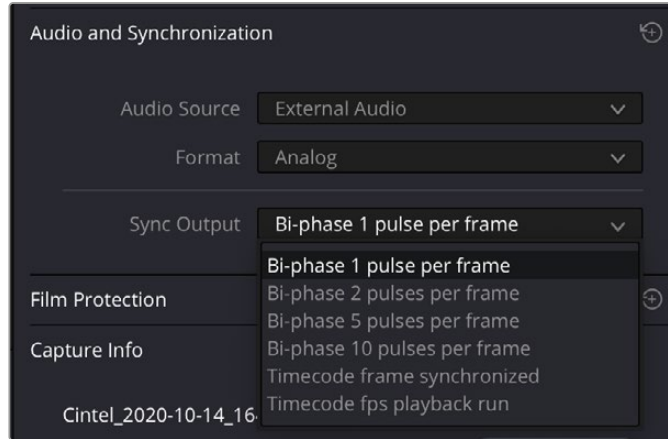 Audio and Synchronization
Audio Source External Audio
Format Analog
Sync Output Bi-phase 1 pulse per frame
Bi-phase 1 pulse per frame
Bi-phase 2 pulses per frame
Film Protection
Bi-phase 5 pulses per frame
Capture Info
Bi-phase 10 pulses per frame
Timecode frame synchronized
Timecode fps playback run
Cintel_2020-10-14_16